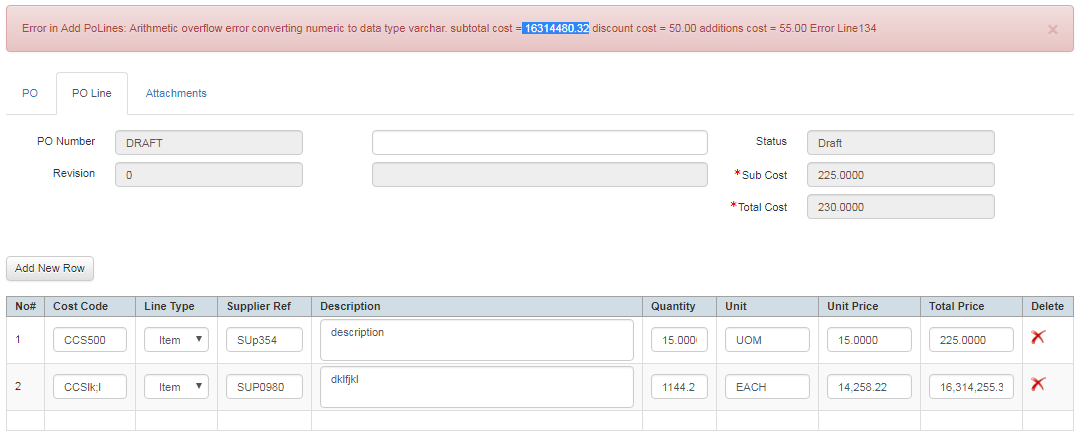 Error in Add PoLines: Arithmetic overflow error converting numeric to data type varchar. subtotal cost = 16314480.32 discount cost = 50.00 additions cost = 55.00 Error Line134 ×
PO PO Line Attachments
PO Number DRAFT Status Draft
Revision 0 *Sub Cost 225.0000
*Total Cost 230.0000
Add New Row
No# Cost Code Line Type Supplier Ref Description Quantity Unit Unit Price Total Price Delete
1 CCS500 Item SUp354 description 15.000 UOM 15.0000 225.0000
2 CCSlk;l Item SUP0980 dklfjkl 1144.2 EACH 14,258.22 16,314,255.3